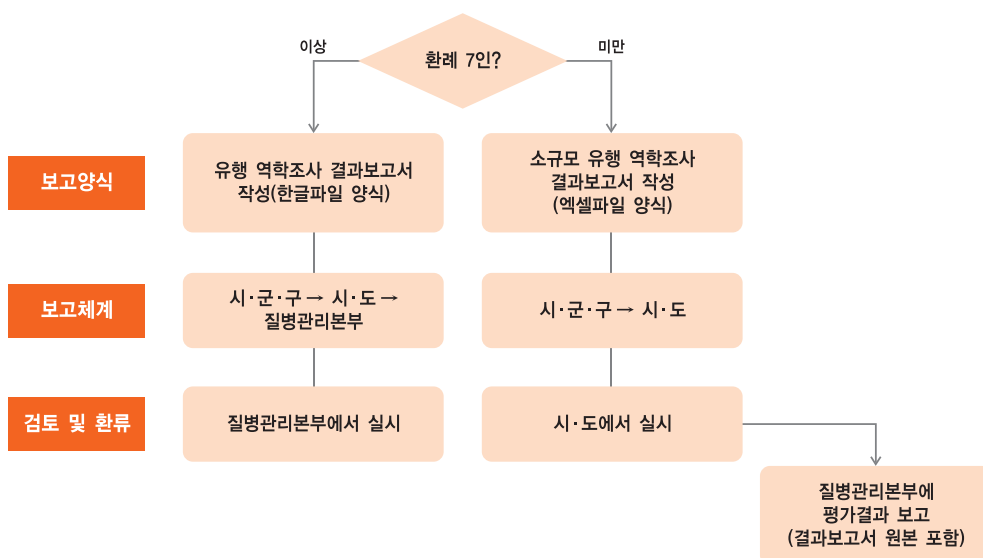 환례 7인?
이상
미만
보고양식
유행 역학조사 결과보고서
작성(한글파일 양식)
소규모 유행 역학조사
결과보고서 작성
(엑셀파일 양식)
보고체계
시·군·구→ 시·도→
질병관리본부
시·군·구→ 시·도
검토 및 환류
질병관리본부에서 실시
시·도에서 실시
질병관리본부에
평가결과 보고
(결과보고서 원본 포함)